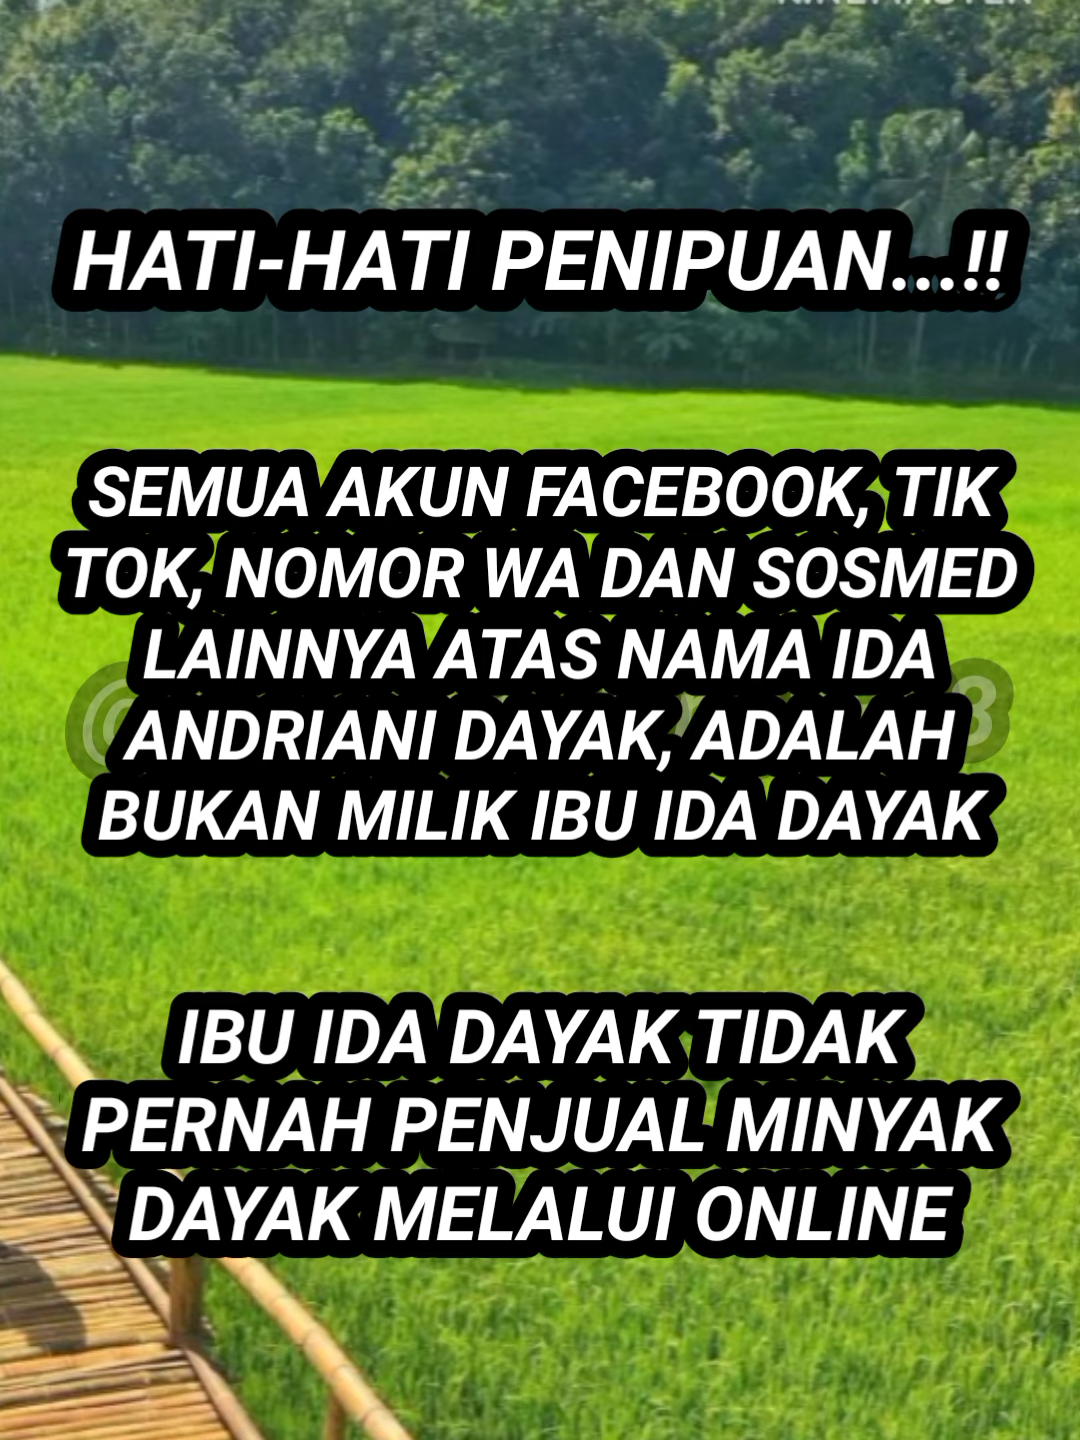 HATI-HATI PENIPUAN...!!
SEMUA AKUN FACEBOOK, TIK
TOK, NOMOR WA DAN SOSMED
LAINNYA ATAS NAMA IDA
ANDRIANI DAYAK, ADALAH
BUKAN MILIK IBU IDA DAYAK
IBU IDA DAYAK TIDAK
PERNAH PENJUAL MINYAK
DAYAK MELALUI ONLINE